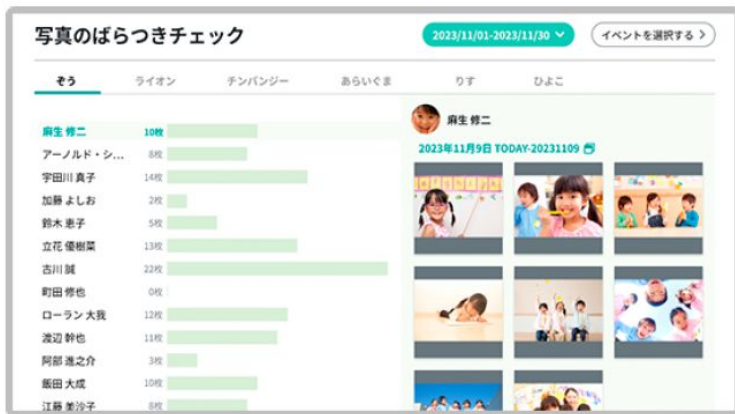 写真のばらつきチェック
2023/11/01-2023/11/30
イベントを選択する
ぞう ライオン チンパンジー あらいぐま りす ひよこ
麻生 修二 10枚
アーノルド・シ... 8枚
宇田川 真子 14枚
加藤 よしお 2枚
鈴木 恵子 5枚
立花 優樹菜 13枚
古川 誠 22枚
町田 修也 0枚
ローラン 大我 12枚
渡辺 幹也 11枚
阿部 進之介 3枚
飯田 大成 10枚
江藤 美沙子 8枚
麻生 修二
2023年11月9日 TODAY-20231109